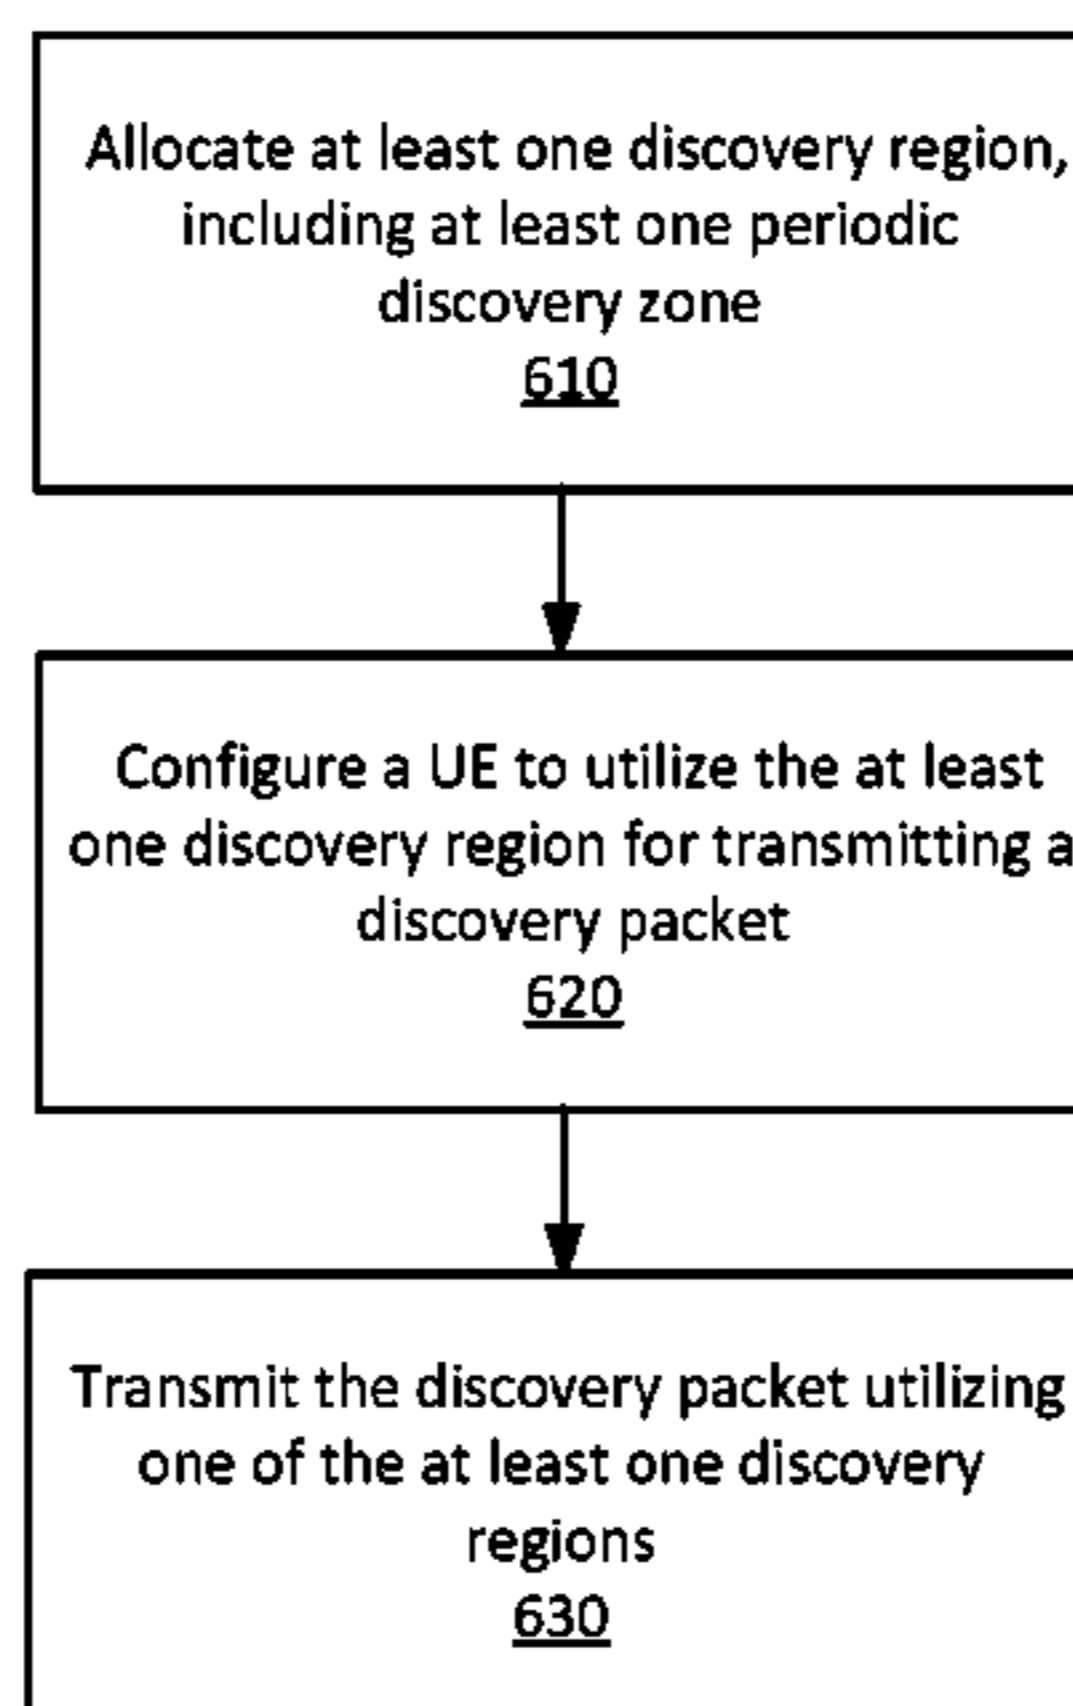 Allocate at least one discovery region,
including at least one periodic
discovery zone
610
Configure a UE to utilize the at least
one discovery region for transmitting a
discovery packet
620
Transmit the discovery packet utilizing
one of the at least one discovery
regions
630